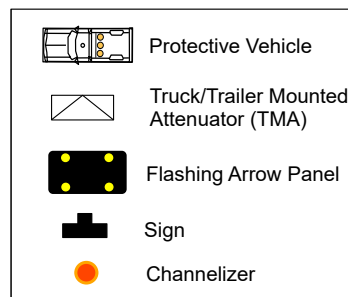 Protective Vehicle
Truck/Trailer Mounted
Attenuator (TMA)
Flashing Arrow Panel
Sign
Channelizer